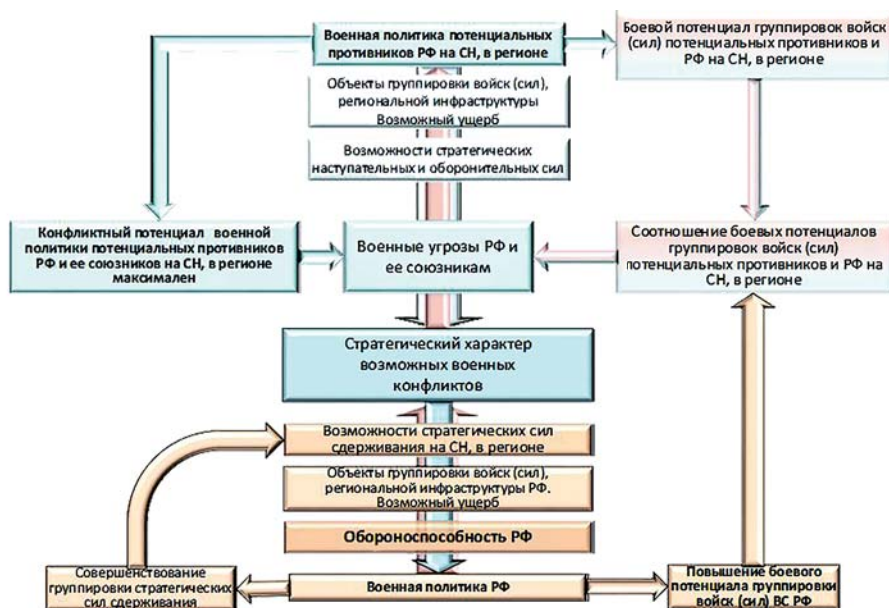 Военная политика потенциальных
противников РФ на СН, в регионе
Боевой потенциал группировок войск
(сил) потенциальных противников и
РФ на СН, в регионе
Объекты группировки войск (сил),
региональной инфраструктуры
Возможный ущерб
Возможности стратегических
наступательных и оборонительных сил
Конфликтный потенциал военной
политики потенциальных противников
РФ и ее союзников на СН, в регионе
максимален
Военные угрозы РФ и
ее союзникам
Соотношение боевых потенциалов
группировок войск (сил)
потенциальных противников и РФ на
СН, в регионе
Стратегический характер
возможных военных
конфликтов
Возможности стратегических сил
сдерживания на СН, в регионе
Объекты группировки войск (сил),
региональной инфраструктуры РФ.
Возможный ущерб
Обороноспособность РФ
Совершенствование
группировки стратегических
сил сдерживания
Военная политика РФ
Повышение боевого
потенциала группировки
войск (сил) ВС РФ